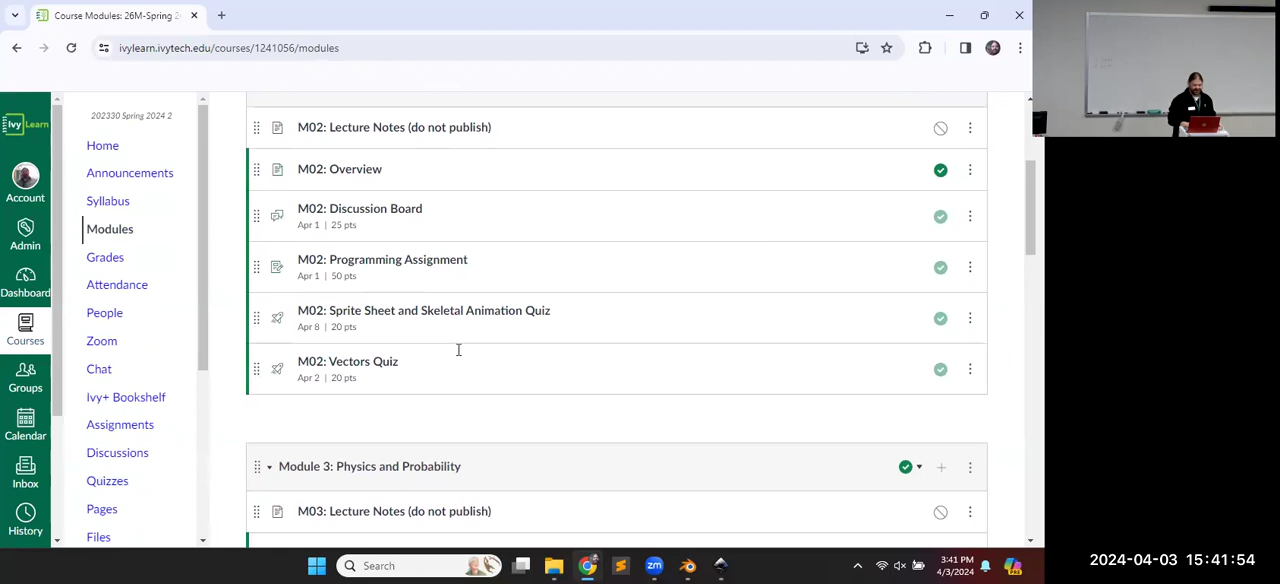 Course Modules: 26M-Spring 2
ivylearn.ivytech.edu/courses/1241056/modules
Ivy Learn
Account
Admin
Dashboard
Courses
Groups
Calendar
Inbox
History
202330 Spring 2024 2
Home
Announcements
Syllabus
Modules
Grades
Attendance
People
Zoom
Chat
Ivy+ Bookshelf
Assignments
Discussions
Quizzes
Pages
Files
M02: Lecture Notes (do not publish)
M02: Overview
M02: Discussion Board
Apr 1 | 25 pts
M02: Programming Assignment
Apr 1 | 50 pts
M02: Sprite Sheet and Skeletal Animation Quiz
Apr 8 | 20 pts
M02: Vectors Quiz
Apr 2 | 20 pts
Module 3: Physics and Probability
M03: Lecture Notes (do not publish)
Search
zm
3:41 PM
4/3/2024
2024-04-03 15:41:54